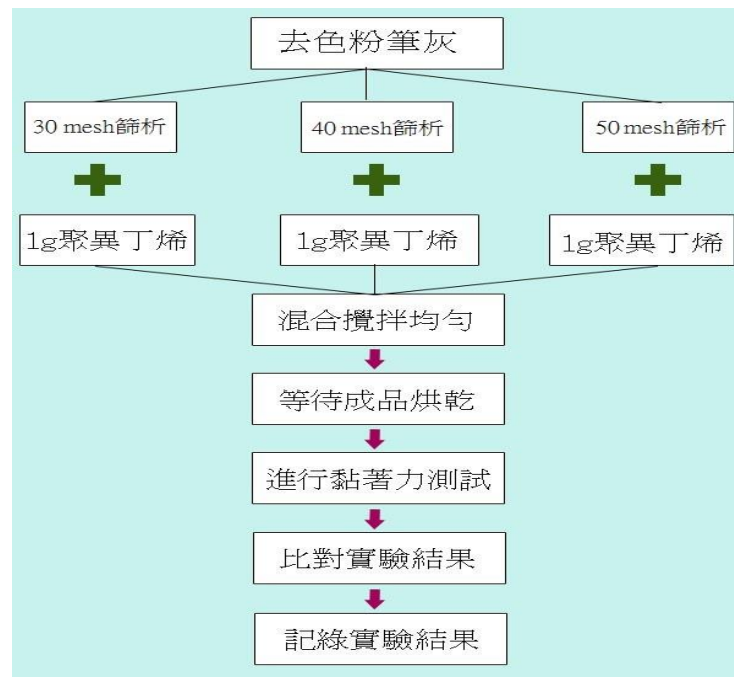 去色粉筆灰
30 mesh篩析
40 mesh篩析
50 mesh篩析
1g聚異丁烯
1g聚異丁烯
1g聚異丁烯
混合攪拌均勻
等待成品烘乾
進行黏著力測試
比對實驗結果
記錄實驗結果